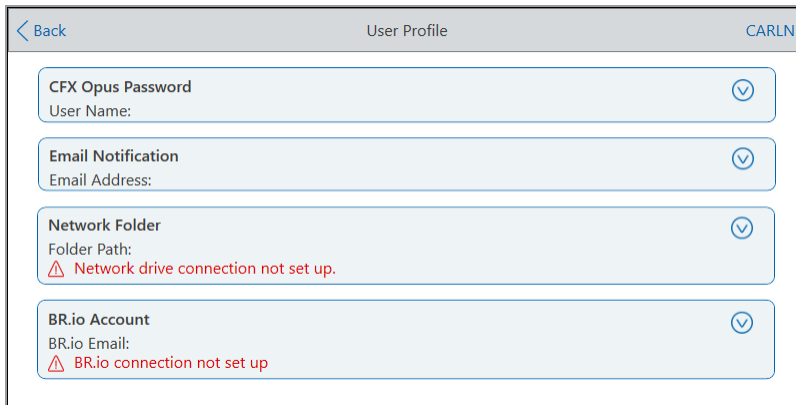 Back
User Profile
CARLN
CFX Opus Password
User Name:
Email Notification
Email Address:
Network Folder
Folder Path:
Network drive connection not set up.
BR.io Account
BR.io Email:
BR.io connection not set up